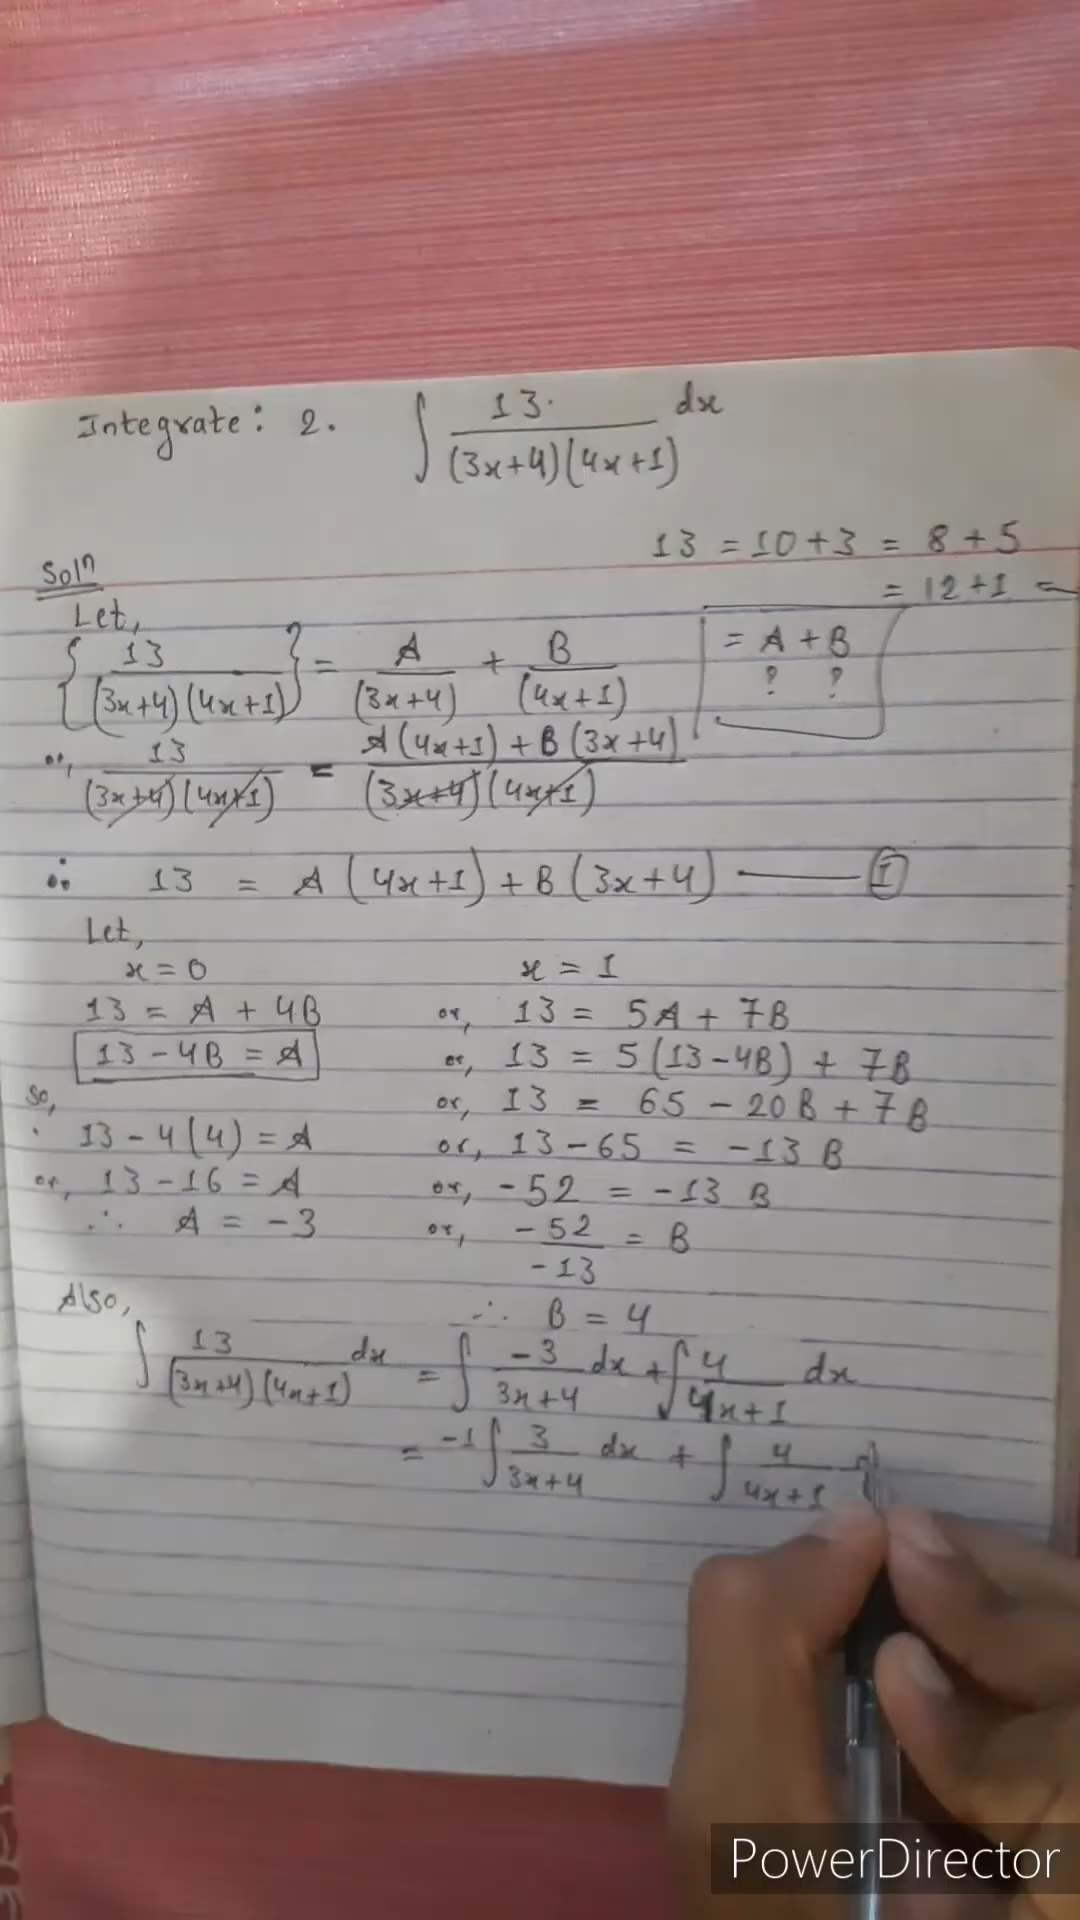 Integrate: 2. ∫ 13. / (3x+4)(4x+1) dx
13 = 10+3 = 8+5
= 12+1 =
Solⁿ
Let,
{ 13 / (3x+4)(4x+1) } = A / (3x+4) + B / (4x+1)
= A + B
? ?
or, 13 / (3x+4)(4x+1) = A(4x+1) + B(3x+4) / (3x+4)(4x+1)
∴ 13 = A(4x+1) + B(3x+4) — I
Let,
x = 0
13 = A + 4B
13 - 4B = A
so,
13 - 4(4) = A
or, 13 - 16 = A
∴ A = -3
x = 1
or, 13 = 5A + 7B
or, 13 = 5(13-4B) + 7B
or, 13 = 65 - 20B + 7B
or, 13 - 65 = -13 B
or, -52 = -13 B
or, -52 / -13 = B
∴ B = 4
Also,
∫ 13 / (3x+4)(4x+1) dx = ∫ -3 / 3x+4 dx + ∫ 4 / 4x+1 dx
= -1 ∫ 3 / 3x+4 dx + ∫ 4 / 4x+1
PowerDirector